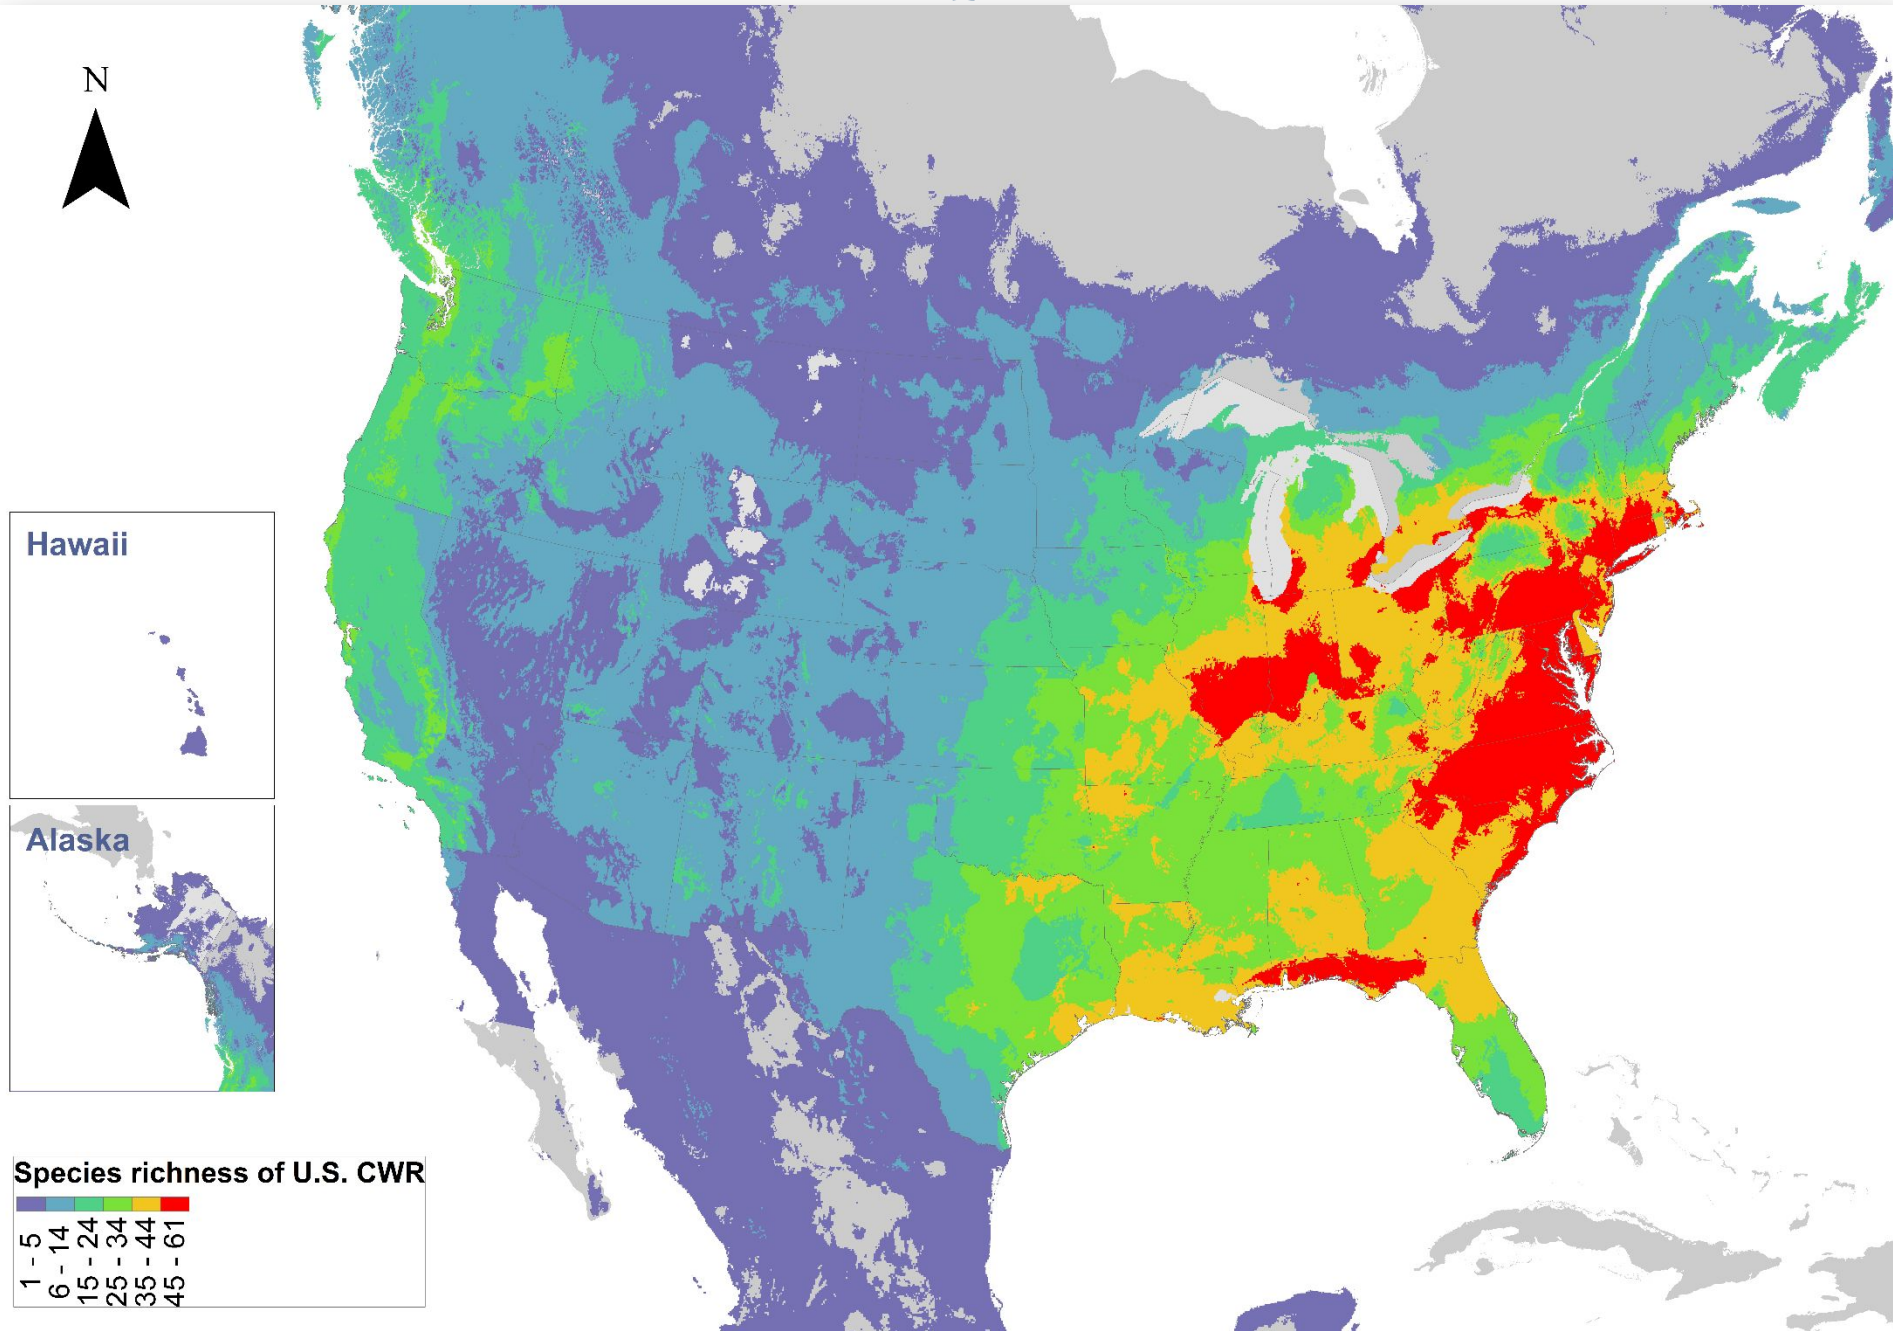 N
Hawaii
Alaska
Species richness of U.S. CWR
1 - 5
6 - 14
15 - 24
25 - 34
35 - 44
45 - 61